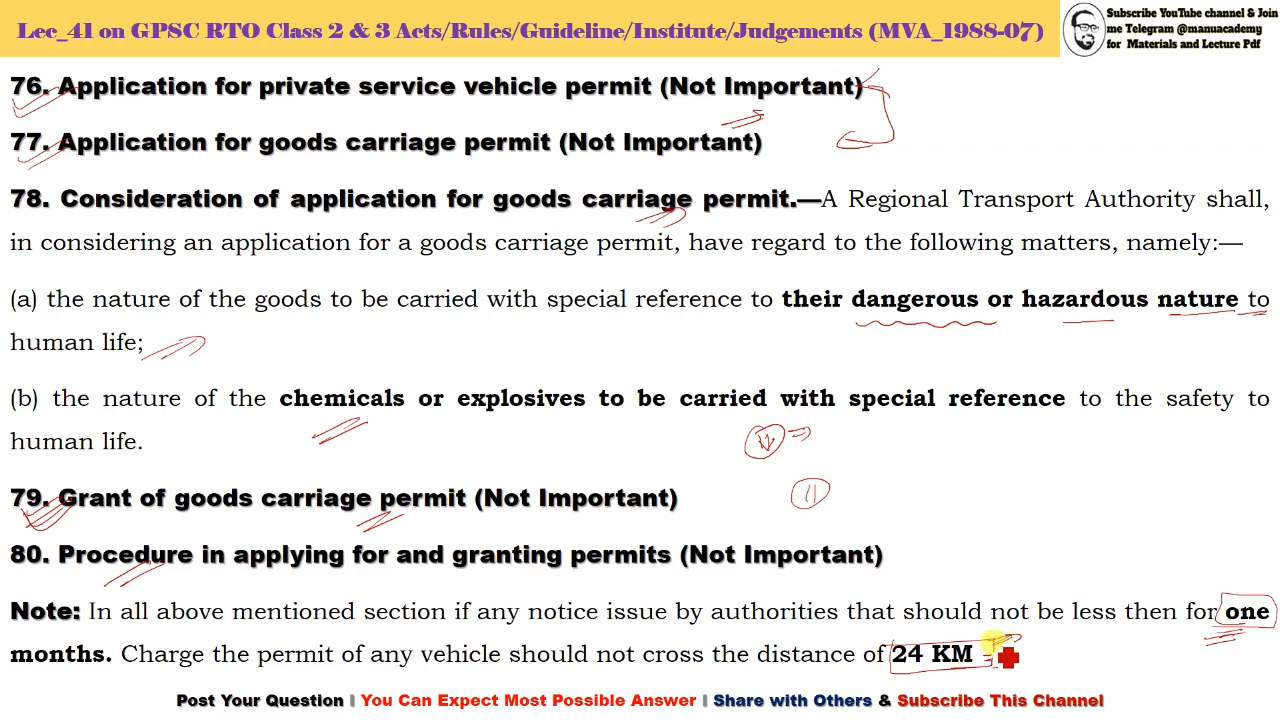 Lec_41 on GPSC RTO Class 2 & 3 Acts/Rules/Guideline/Institute/Judgements (MVA_1988-07)
Subscribe YouTube channel & Join
me Telegram @manuacademy
for Materials and Lecture Pdf
76. Application for private service vehicle permit (Not Important)
77. Application for goods carriage permit (Not Important)
78. Consideration of application for goods carriage permit.—A Regional Transport Authority shall,
in considering an application for a goods carriage permit, have regard to the following matters, namely:—
(a) the nature of the goods to be carried with special reference to their dangerous or hazardous nature to
human life;
(b) the nature of the chemicals or explosives to be carried with special reference to the safety to
human life.
79. Grant of goods carriage permit (Not Important)
80. Procedure in applying for and granting permits (Not Important)
Note: In all above mentioned section if any notice issue by authorities that should not be less then for one
months. Charge the permit of any vehicle should not cross the distance of 24 KM
Post Your Question | You Can Expect Most Possible Answer | Share with Others & Subscribe This Channel